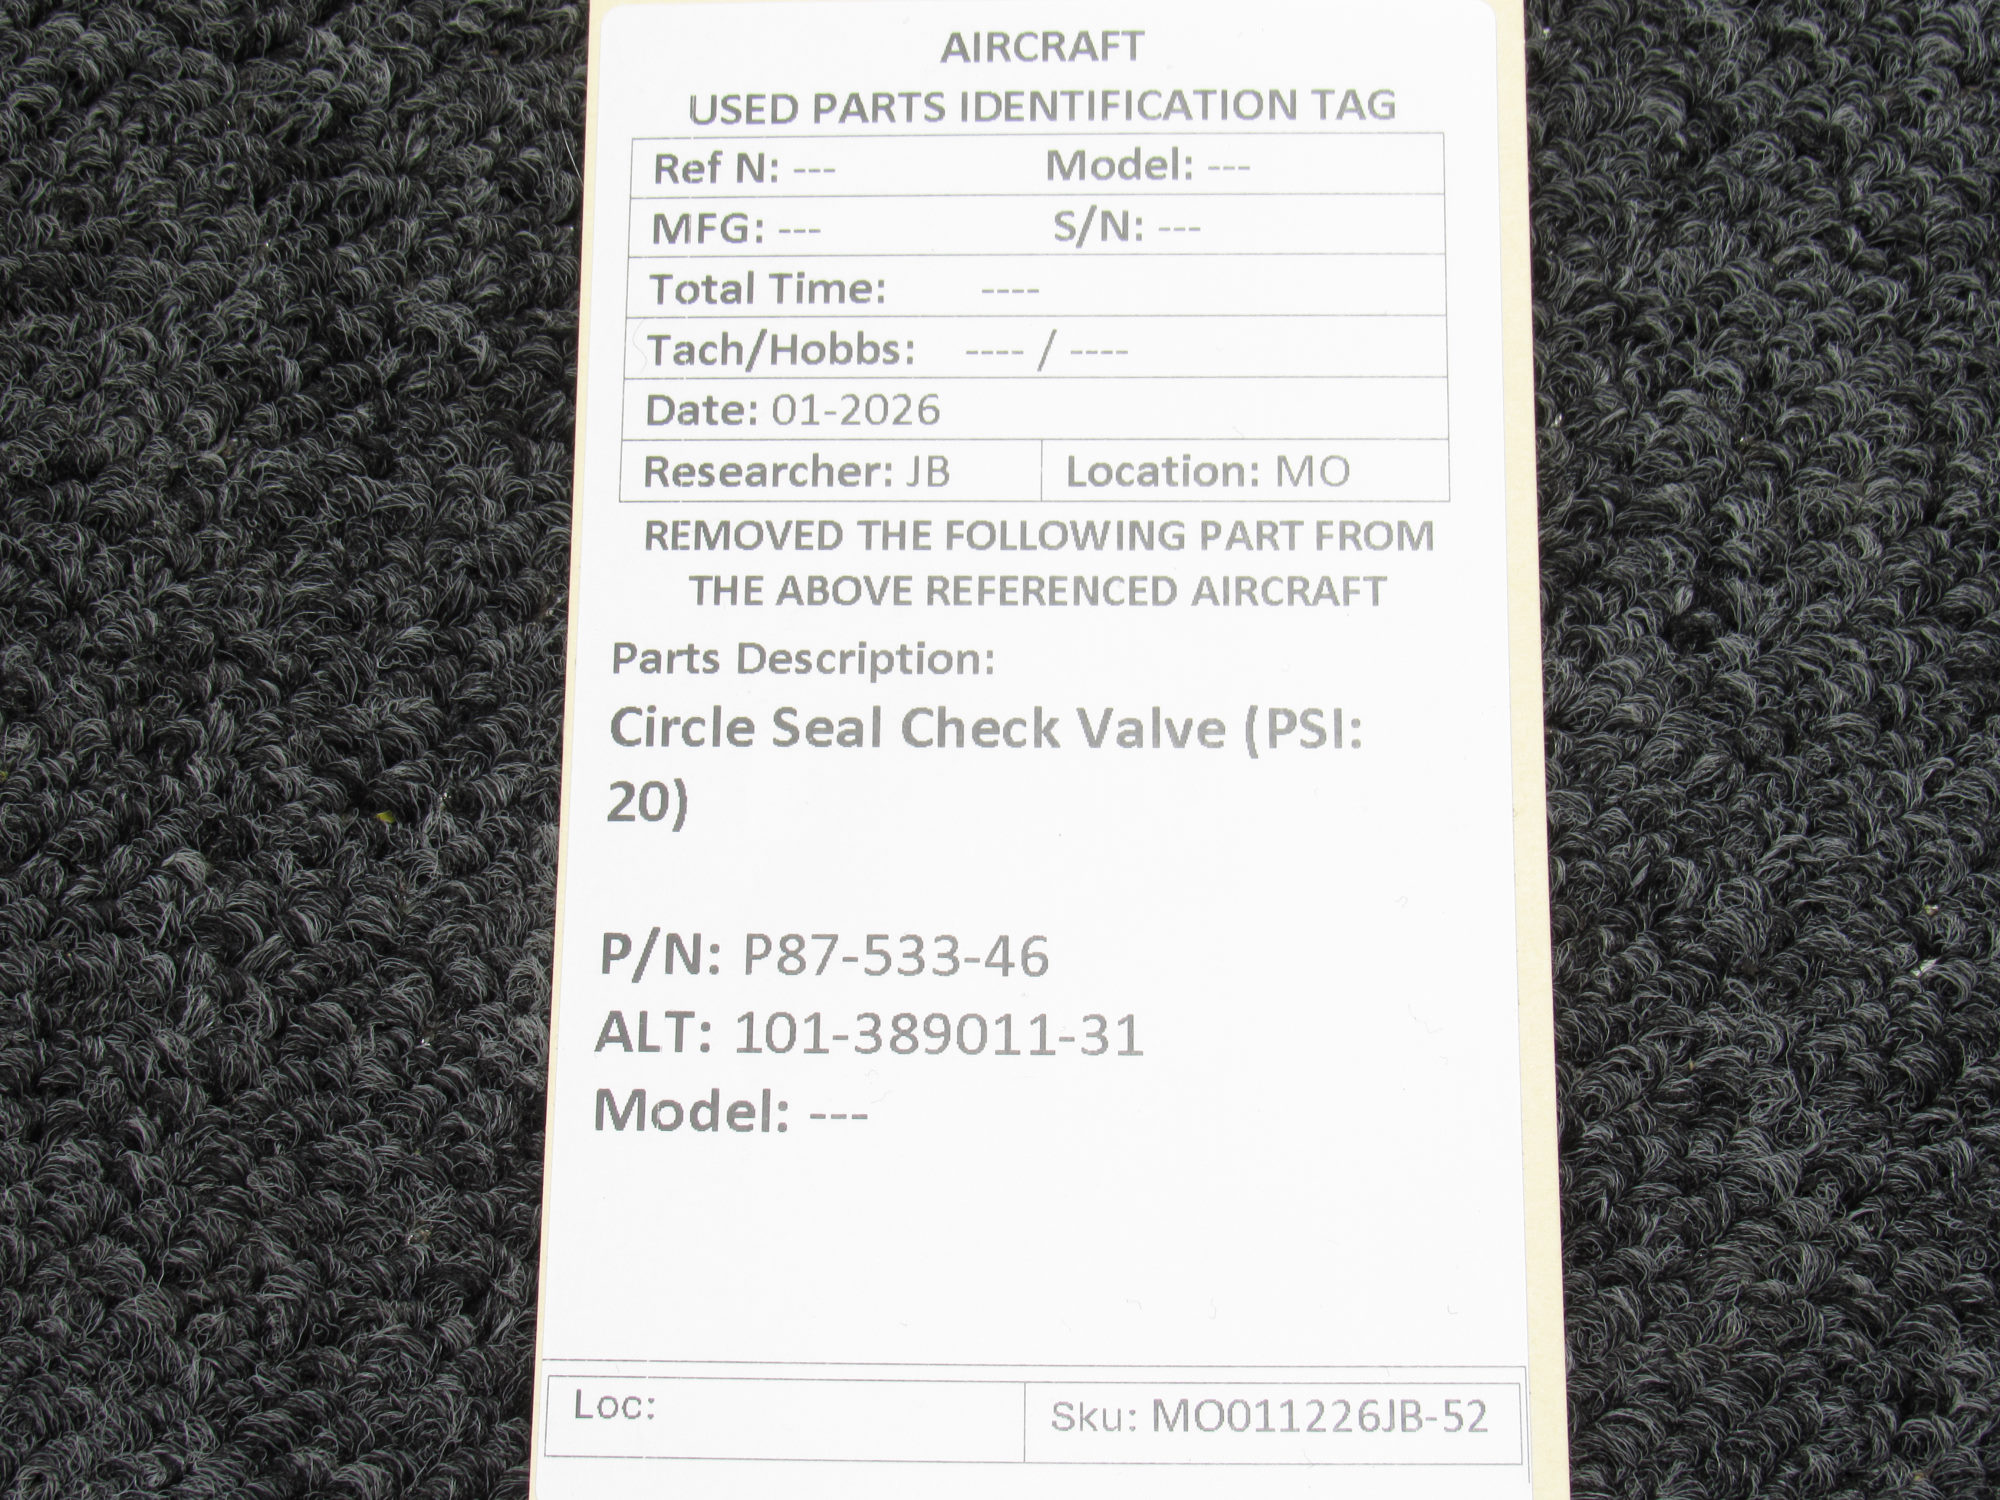 AIRCRAFT
USED PARTS IDENTIFICATION TAG
Ref N: --- Model: ---
MFG: --- S/N: ---
Total Time: ----
Tach/Hobbs: ---- / ----
Date: 01-2026
Researcher: JB Location: MO
REMOVED THE FOLLOWING PART FROM
THE ABOVE REFERENCED AIRCRAFT
Parts Description:
Circle Seal Check Valve (PSI:
20)
P/N: P87-533-46
ALT: 101-389011-31
Model: ---
Loc: Sku: MO011226JB-52